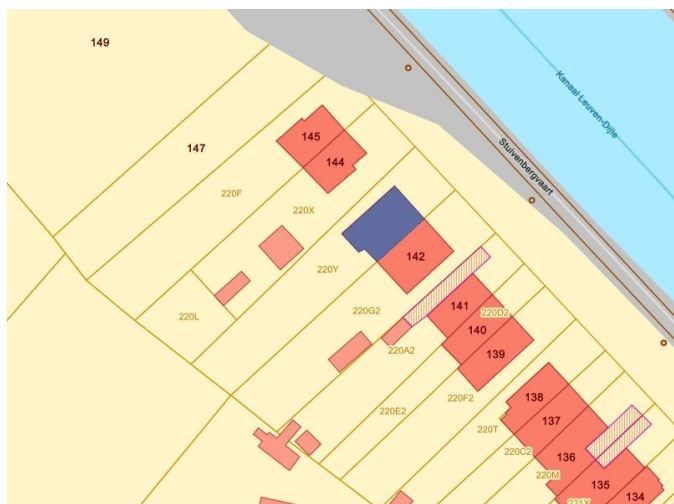 149
Kanaal Leuven-Dijle
145
147
144
Stuivenbergvaart
220F
220X
142
220Y
220L
141
220G2
220D2
140
220A2
139
138
220F2
220E2
137
220T
220C2
136
220M
135
134